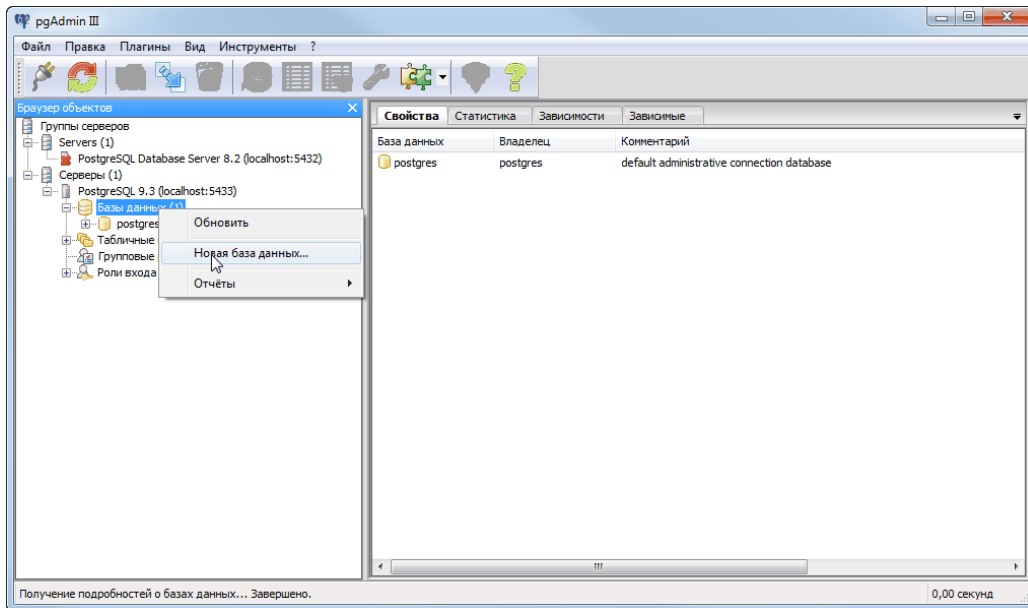 pgAdmin III
Файл Правка Плагины Вид Инструменты ?
Браузер объектов
Группы серверов
Servers (1)
PostgreSQL Database Server 8.2 (localhost:5432)
Серверы (1)
PostgreSQL 9.3 (localhost:5433)
Базы данных (1)
postgres
Табличные
Групповые
Роли входа
Обновить
Новая база данных...
Отчёты
Свойства Статистика Зависимости Зависимые
База данных Владелец Комментарий
postgres postgres default administrative connection database
Получение подробностей о базах данных... Завершено. 0,00 секунд